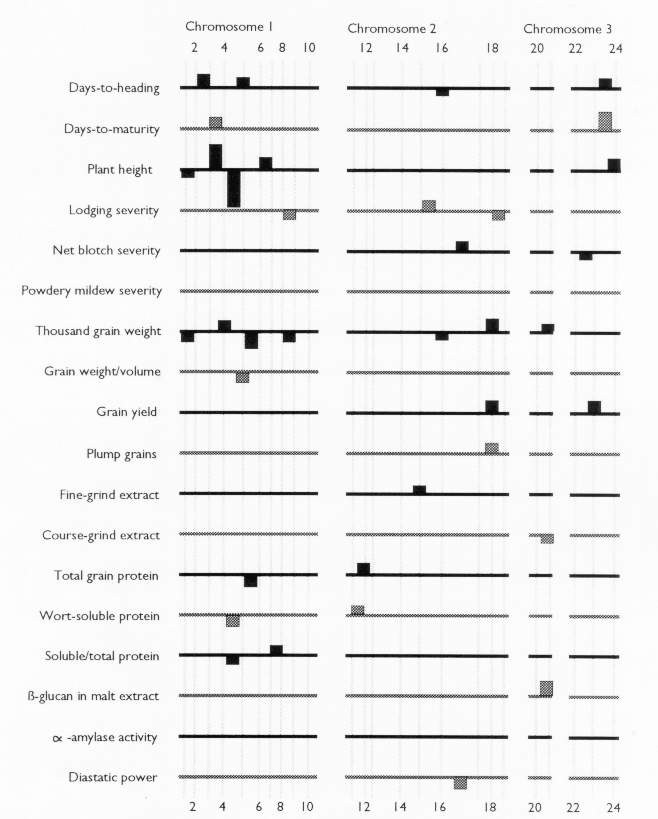 Chromosome 1 Chromosome 2 Chromosome 3
2 4 6 8 10 12 14 16 18 20 22 24
Days-to-heading
Days-to-maturity
Plant height
Lodging severity
Net blotch severity
Powdery mildew severity
Thousand grain weight
Grain weight/volume
Grain yield
Plump grains
Fine-grind extract
Course-grind extract
Total grain protein
Wort-soluble protein
Soluble/total protein
ß-glucan in malt extract
∝ -amylase activity
Diastatic power
2 4 6 8 10 12 14 16 18 20 22 24